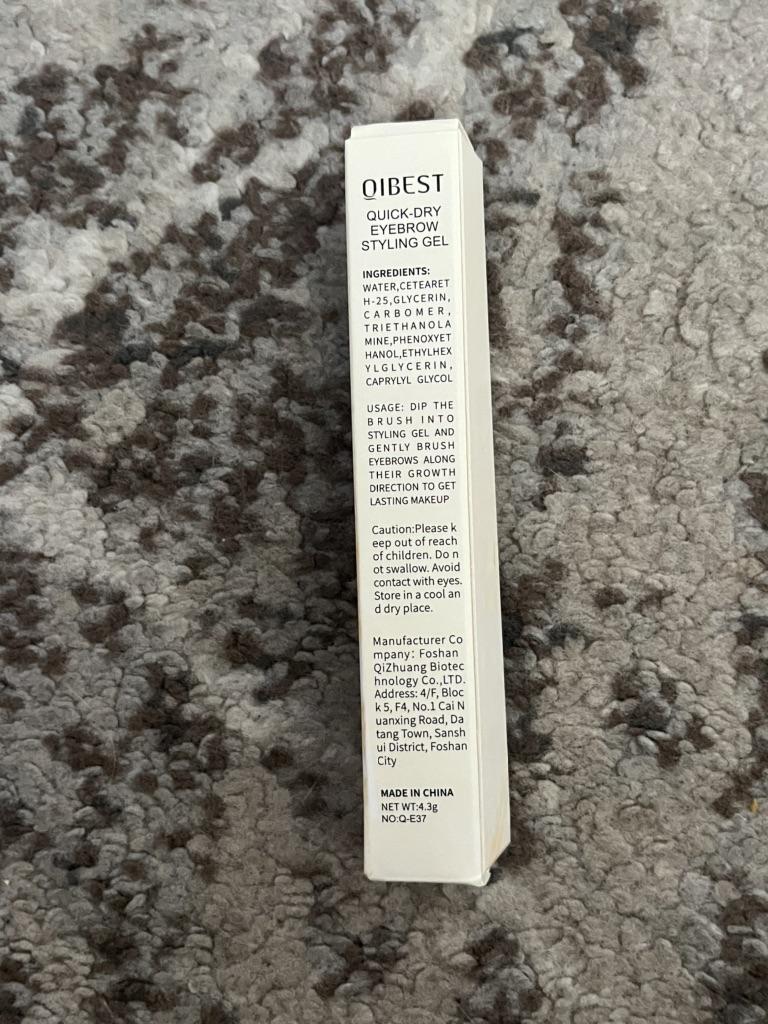 QIBEST
QUICK-DRY
EYEBROW
STYLING GEL
INGREDIENTS:
WATER,CETEARET
H-25,GLYCERIN,
CARBOMER,
TRIETHANOLA
MINE,PHENOXYET
HANOL,ETHYLHEX
YLGLYCERIN,
CAPRYLYL GLYCOL
USAGE: DIP THE
BRUSH INTO
STYLING GEL AND
GENTLY BRUSH
EYEBROWS ALONG
THEIR GROWTH
DIRECTION TO GET
LASTING MAKEUP
Caution:Please k
eep out of reach
of children. Do n
ot swallow. Avoid
contact with eyes.
Store in a cool an
d dry place.
Manufacturer Co
mpany: Foshan
QiZhuang Biotec
hnology Co.,LTD.
Address: 4/F, Bloc
k 5, F4, No.1 Cai N
uanxing Road, Da
tang Town, Sansh
ui District, Foshan
City
MADE IN CHINA
NET WT:4.3g
NO:Q-E37